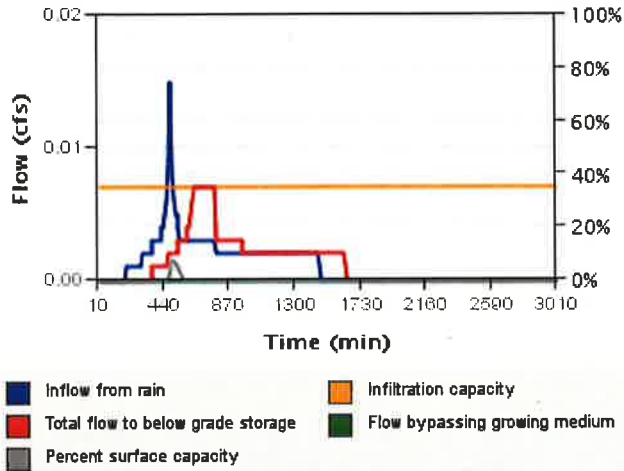 0.02
100%
80%
60%
0.01
40%
20%
0.00
0%
Flow (cfs)
10 440 870 1300 1730 2160 2590 3010
Time (min)
Inflow from rain
Infiltration capacity
Total flow to below grade storage
Flow bypassing growing medium
Percent surface capacity